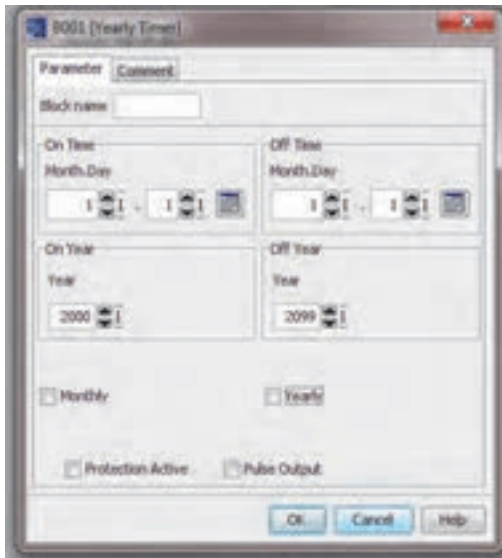 B001 [Yearly Timer]
Parameter Comment
Block name
On Time Off Time
Month.Day Month.Day
1 . 1 1 . 1
On Year Off Year
Year Year
2000 2099
Monthly Yearly
Protection Active Pulse Output
OK Cancel Help